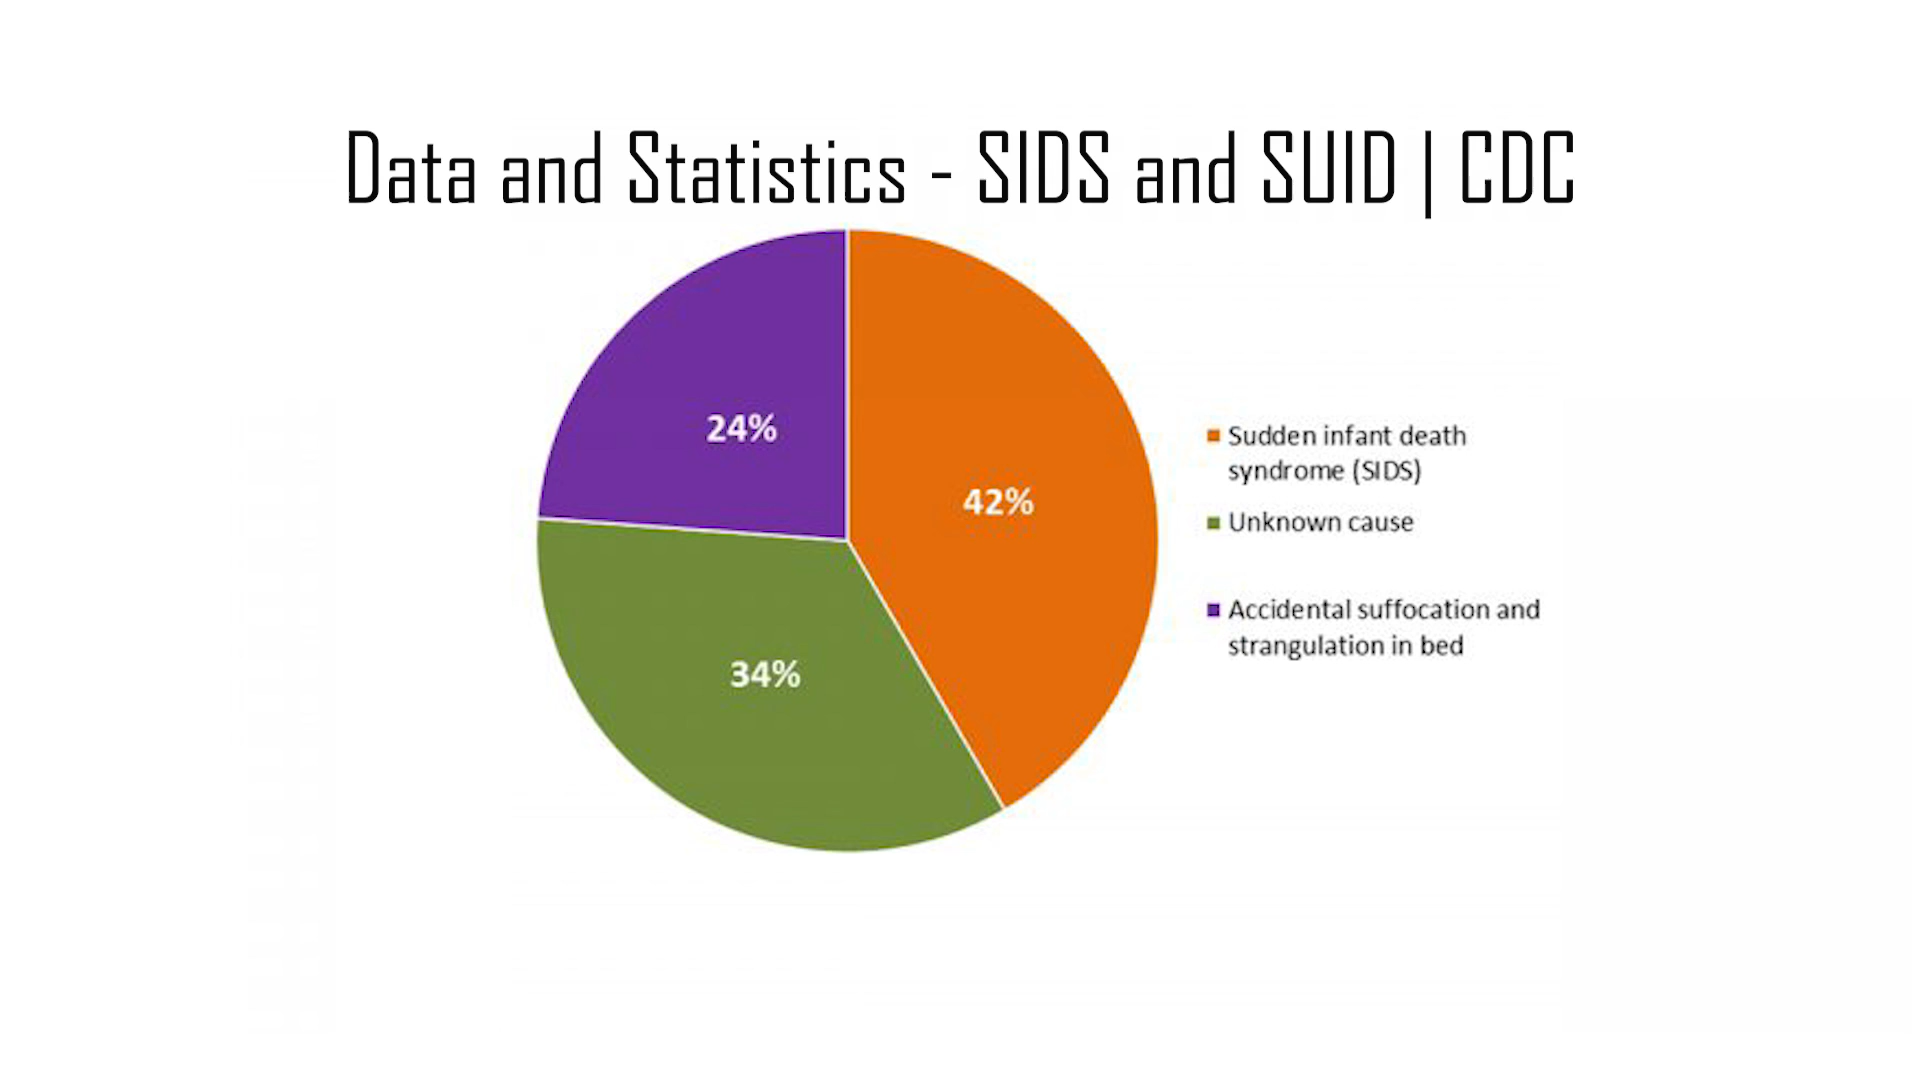 Data and Statistics - SIDS and SUID | CDC
24%
42%
34%
Sudden infant death
syndrome (SIDS)
Unknown cause
Accidental suffocation and
strangulation in bed